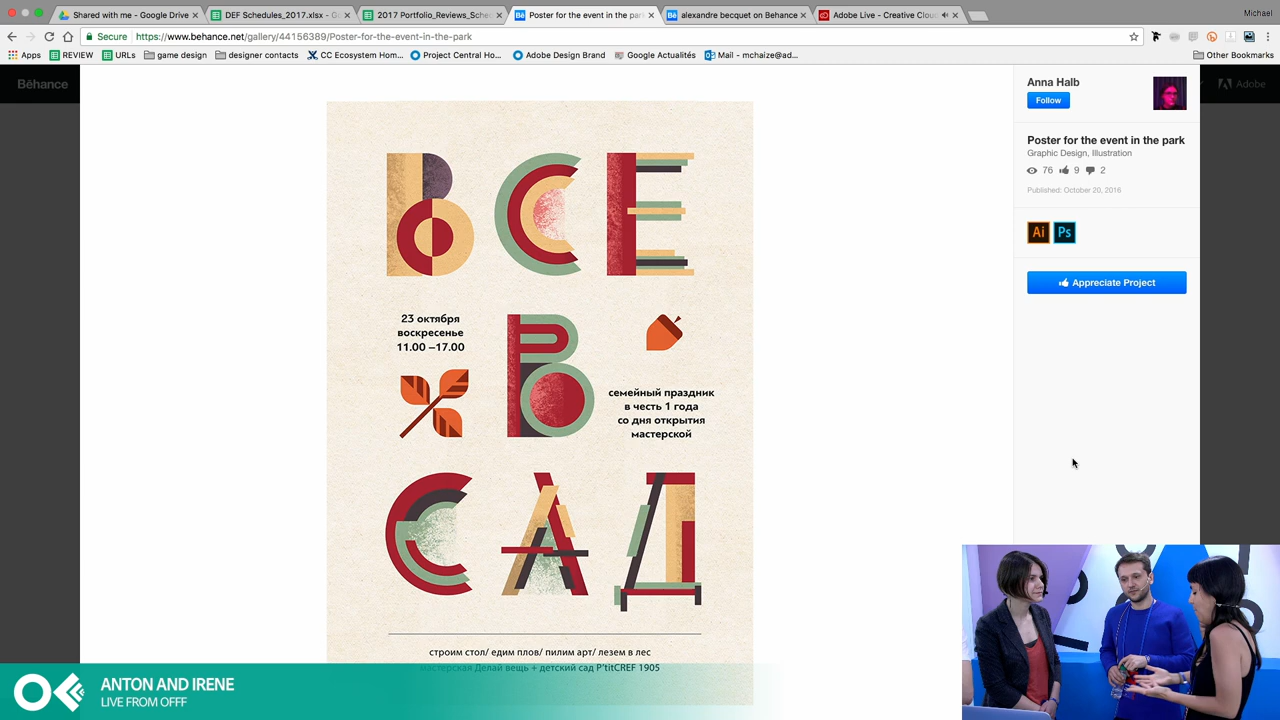 Shared with me - Google Drive
DEF Schedules_2017.xlsx - G
2017 Portfolio_Reviews_Sche
Poster for the event in the par
alexandre becquet on Behance
Adobe Live - Creative Clou
Michael
Secure
https://www.behance.net/gallery/44156389/Poster-for-the-event-in-the-park
Apps
REVIEW
URLs
game design
designer contacts
CC Ecosystem Hom...
Project Central Ho...
Adobe Design Brand
Google Actualités
Mail - mchaize@ad...
Other Bookmarks
Bēhance
Adobe
Anna Halb
Follow
Poster for the event in the park
Graphic Design, Illustration
76 9 2
Published: October 20, 2016
Ai Ps
Appreciate Project
ВСЕ
23 октября
воскресенье
11.00 –17.00
В
семейный праздник
в честь 1 года
со дня открытия
мастерской
САД
строим стол/ едим плов/ пилим арт/ лезем в лес
мастерская Делай вещь + детский сад P'titCREF 1905
ANTON AND IRENE
LIVE FROM OFFF